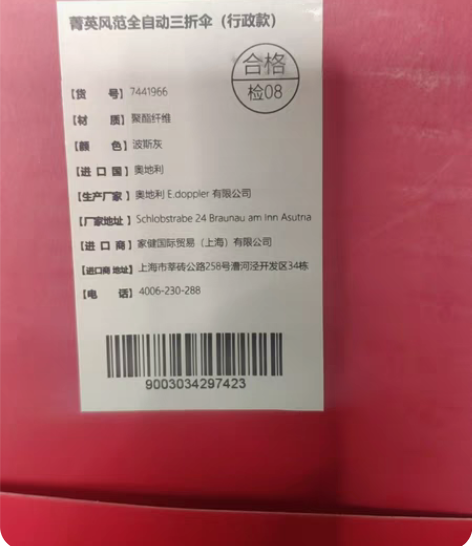 菁英风范全自动三折伞（行政款）
合格
检08
【货 号】7441966
【材 质】聚酯纤维
【颜 色】波斯灰
【进 口 国】奥地利
【生产厂家】奥地利 E.doppler 有限公司
【厂家地址】Schlobstrabe 24 Braunau am Inn Asutna
【进 口 商】家健国际贸易（上海）有限公司
【进口商 地址】上海市莘砖公路258号漕河泾开发区34栋
【电 话】4006-230-288
9003034297423